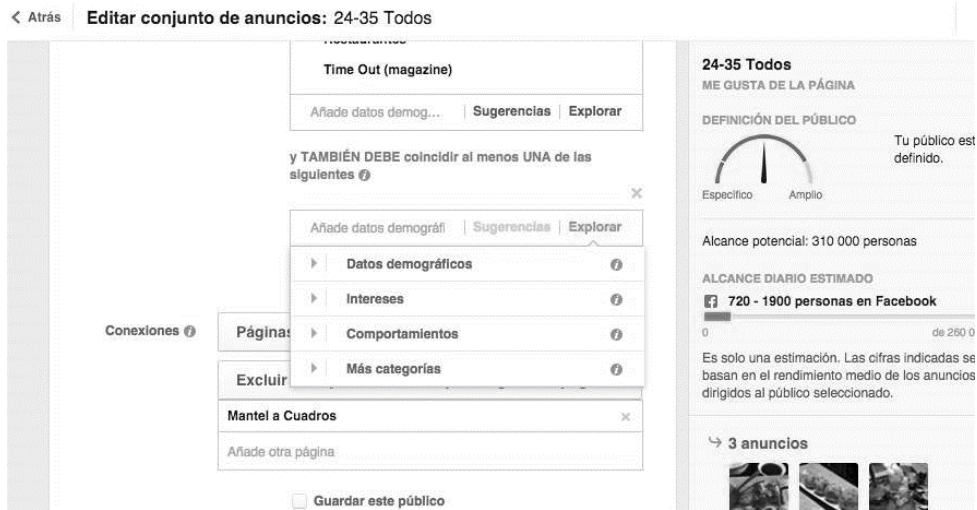 Atrás Editar conjunto de anuncios: 24-35 Todos
Restaurantes
Time Out (magazine)
Añade datos demog... | Sugerencias | Explorar
y TAMBIÉN DEBE coincidir al menos UNA de las
siguientes
Añade datos demográfi | Sugerencias | Explorar
Datos demográficos
Intereses
Comportamientos
Más categorías
Conexiones
Páginas
Excluir
Mantel a Cuadros
Añade otra página
Guardar este público
24-35 Todos
ME GUSTA DE LA PÁGINA
DEFINICIÓN DEL PÚBLICO
Tu público est
definido.
Específico Amplio
Alcance potencial: 310 000 personas
ALCANCE DIARIO ESTIMADO
720 - 1900 personas en Facebook
0 de 260 0
Es solo una estimación. Las cifras indicadas se
basan en el rendimiento medio de los anuncios
dirigidos al público seleccionado.
3 anuncios